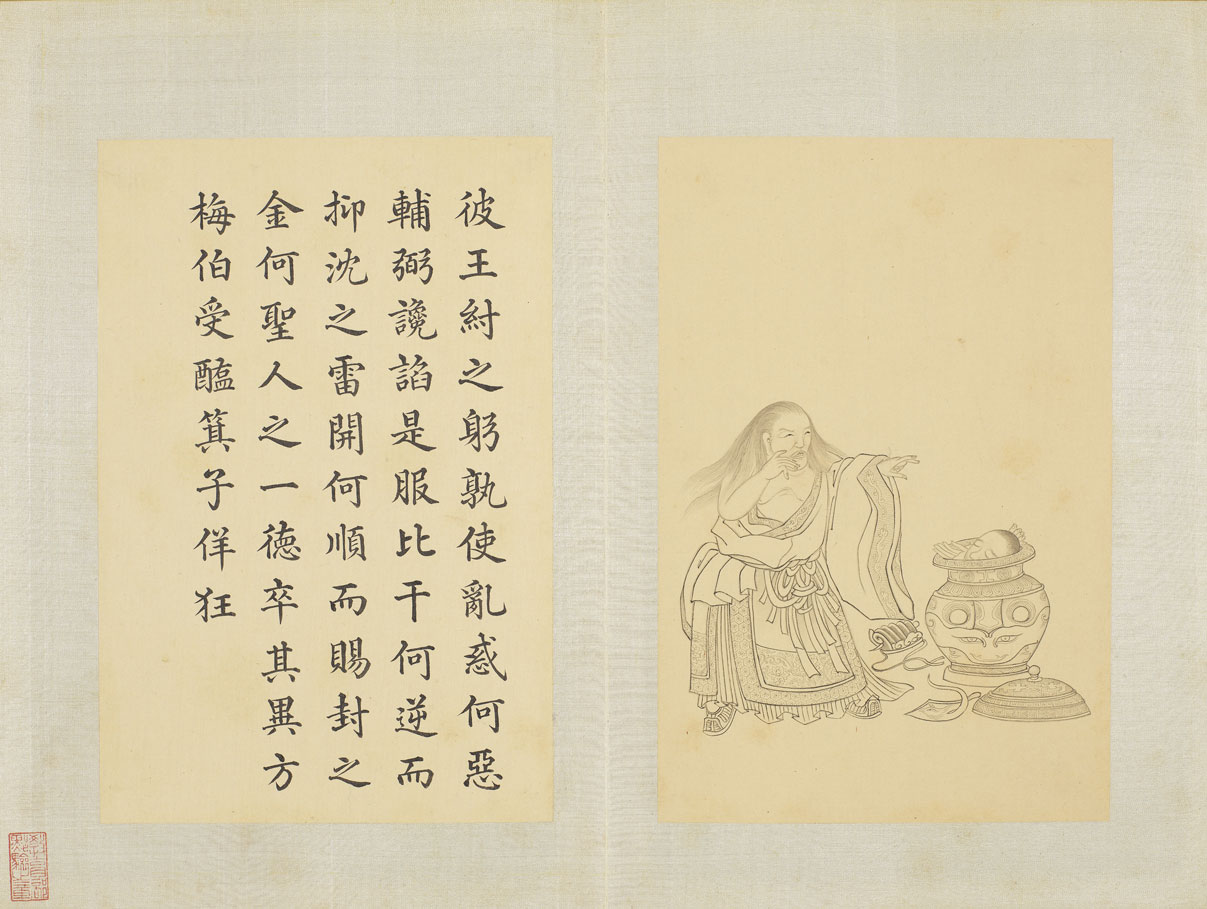 彼王紂之躬孰使亂惑何惡
輔弼讒諂是服比干何逆而
抑沈之雷開何順而賜封之
金何聖人之一德卒其異方
梅伯受醢箕子佯狂